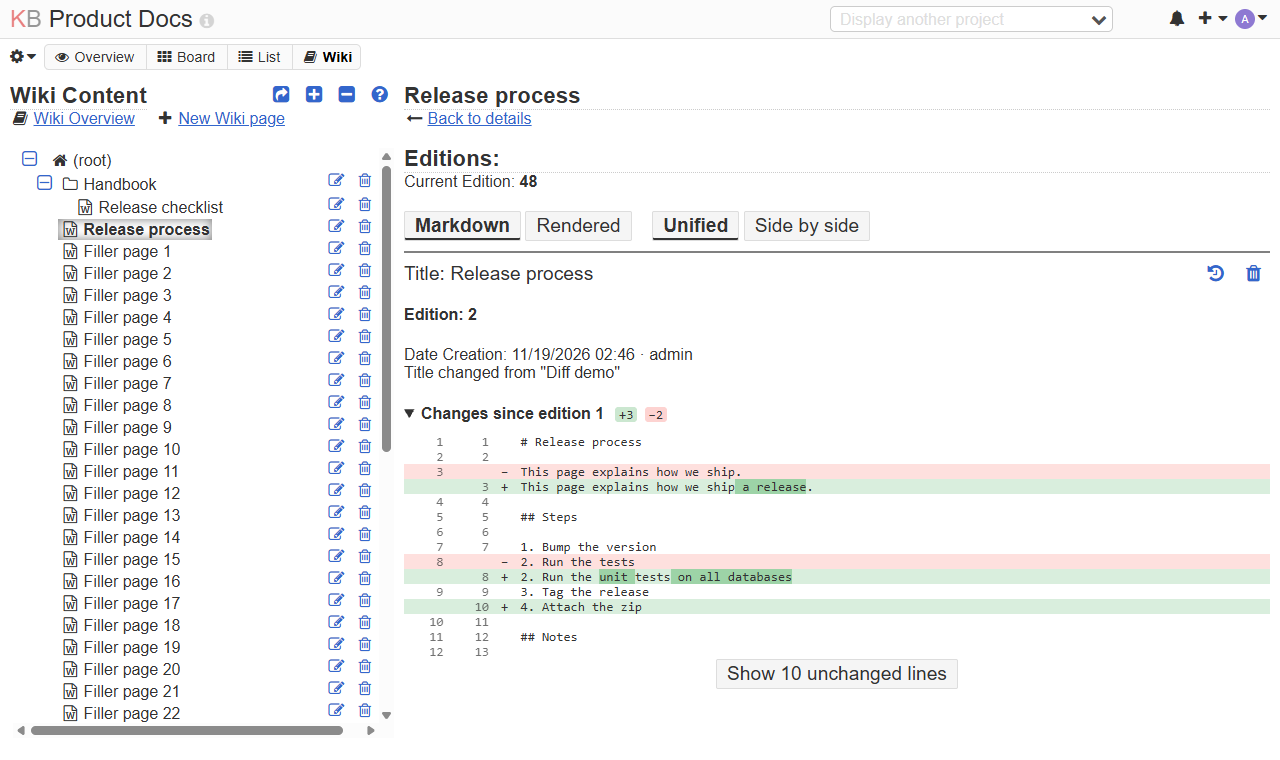 KB Product Docs
Display another project
A
Overview
Board
List
Wiki
Wiki Content
Wiki Overview
New Wiki page
(root)
Handbook
Release checklist
Release process
Filler page 1
Filler page 2
Filler page 3
Filler page 4
Filler page 5
Filler page 6
Filler page 7
Filler page 8
Filler page 9
Filler page 10
Filler page 11
Filler page 12
Filler page 13
Filler page 14
Filler page 15
Filler page 16
Filler page 17
Filler page 18
Filler page 19
Filler page 20
Filler page 21
Filler page 22
Release process
Back to details
Editions:
Current Edition: 48
Markdown Rendered Unified Side by side
Title: Release process
Edition: 2
Date Creation: 11/19/2026 02:46 · admin
Title changed from "Diff demo"
Changes since edition 1 +3 −2
1 1 # Release process
2 2
3 − This page explains how we ship.
3 + This page explains how we ship a release.
4 4
5 5 ## Steps
6 6
7 7 1. Bump the version
8 − 2. Run the tests
8 + 2. Run the unit tests on all databases
9 9 3. Tag the release
10 + 4. Attach the zip
10 11
11 12 ## Notes
12 13
Show 10 unchanged lines